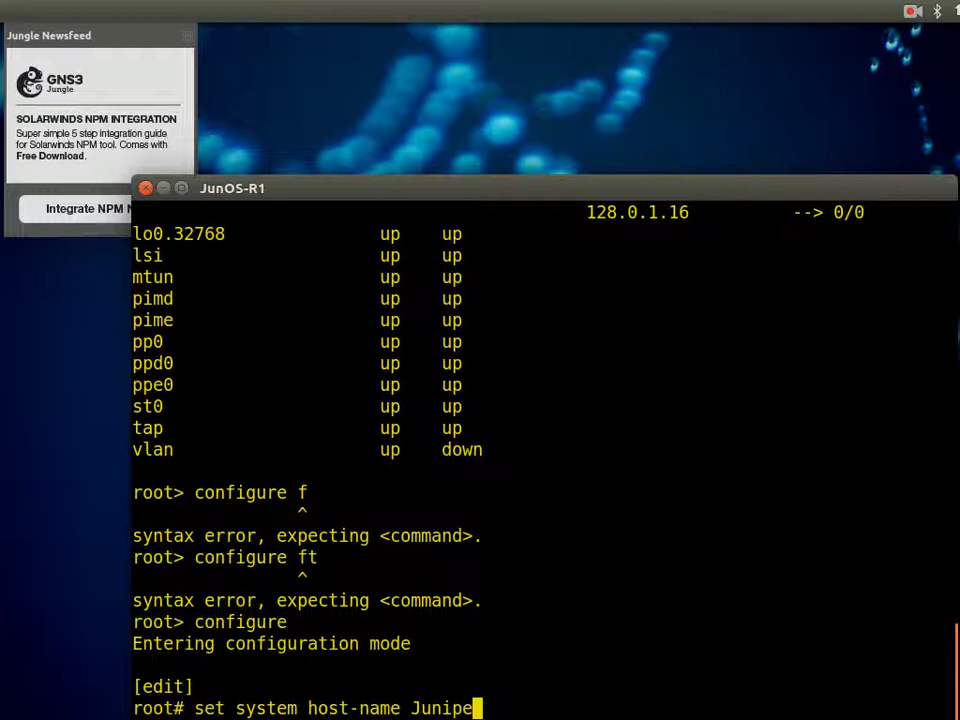 Jungle Newsfeed
GNS3
Jungle
SOLARWINDS NPM INTEGRATION
Super simple 5 step integration guide
for Solarwinds NPM tool. Comes with
Free Download.
Integrate NPM
JunOS-R1
128.0.1.16 --> 0/0
lo0.32768 up up
lsi up up
mtun up up
pimd up up
pime up up
pp0 up up
ppd0 up up
ppe0 up up
st0 up up
tap up up
vlan up down
root> configure f
^
syntax error, expecting <command>.
root> configure ft
^
syntax error, expecting <command>.
root> configure
Entering configuration mode
[edit]
root# set system host-name Junipe